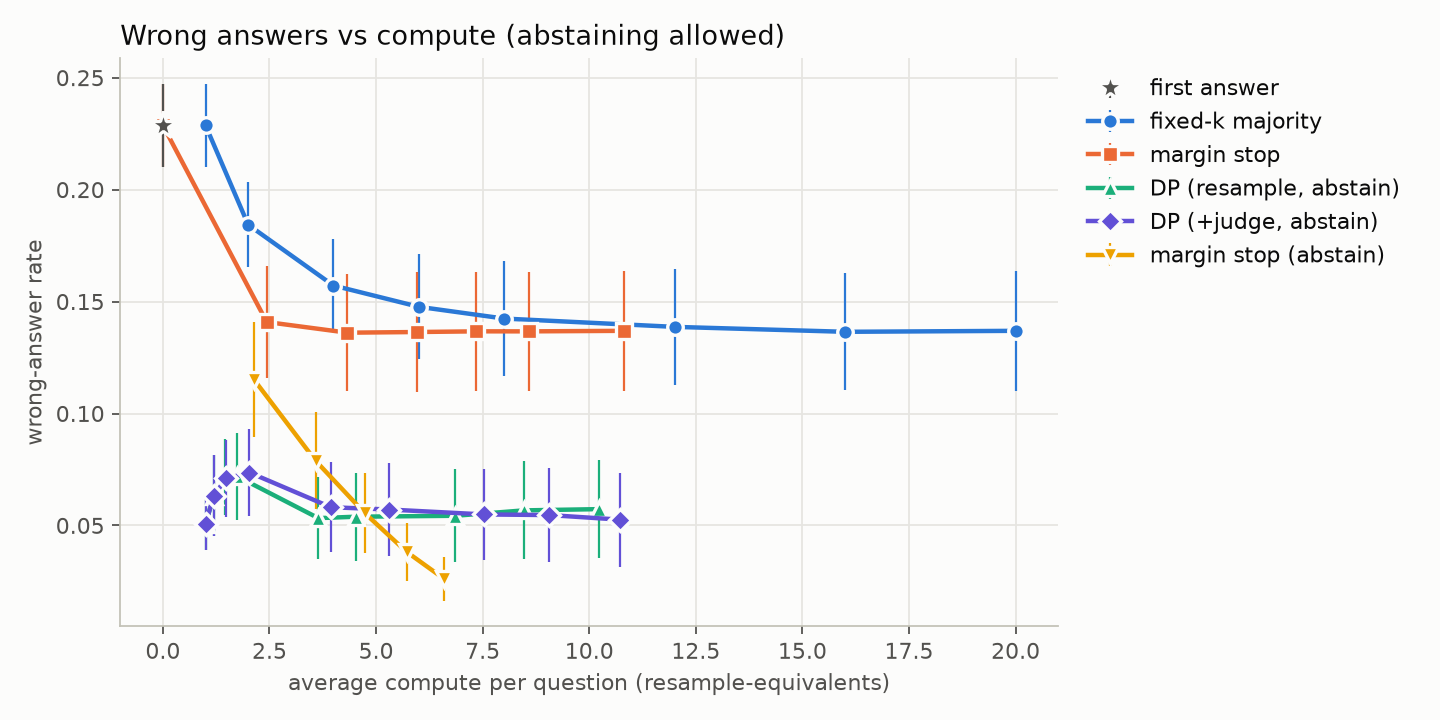 Wrong answers vs compute (abstaining allowed)
wrong-answer rate
0.25
0.20
0.15
0.10
0.05
0.0 2.5 5.0 7.5 10.0 12.5 15.0 17.5 20.0
average compute per question (resample-equivalents)
first answer
fixed-k majority
margin stop
DP (resample, abstain)
DP (+judge, abstain)
margin stop (abstain)